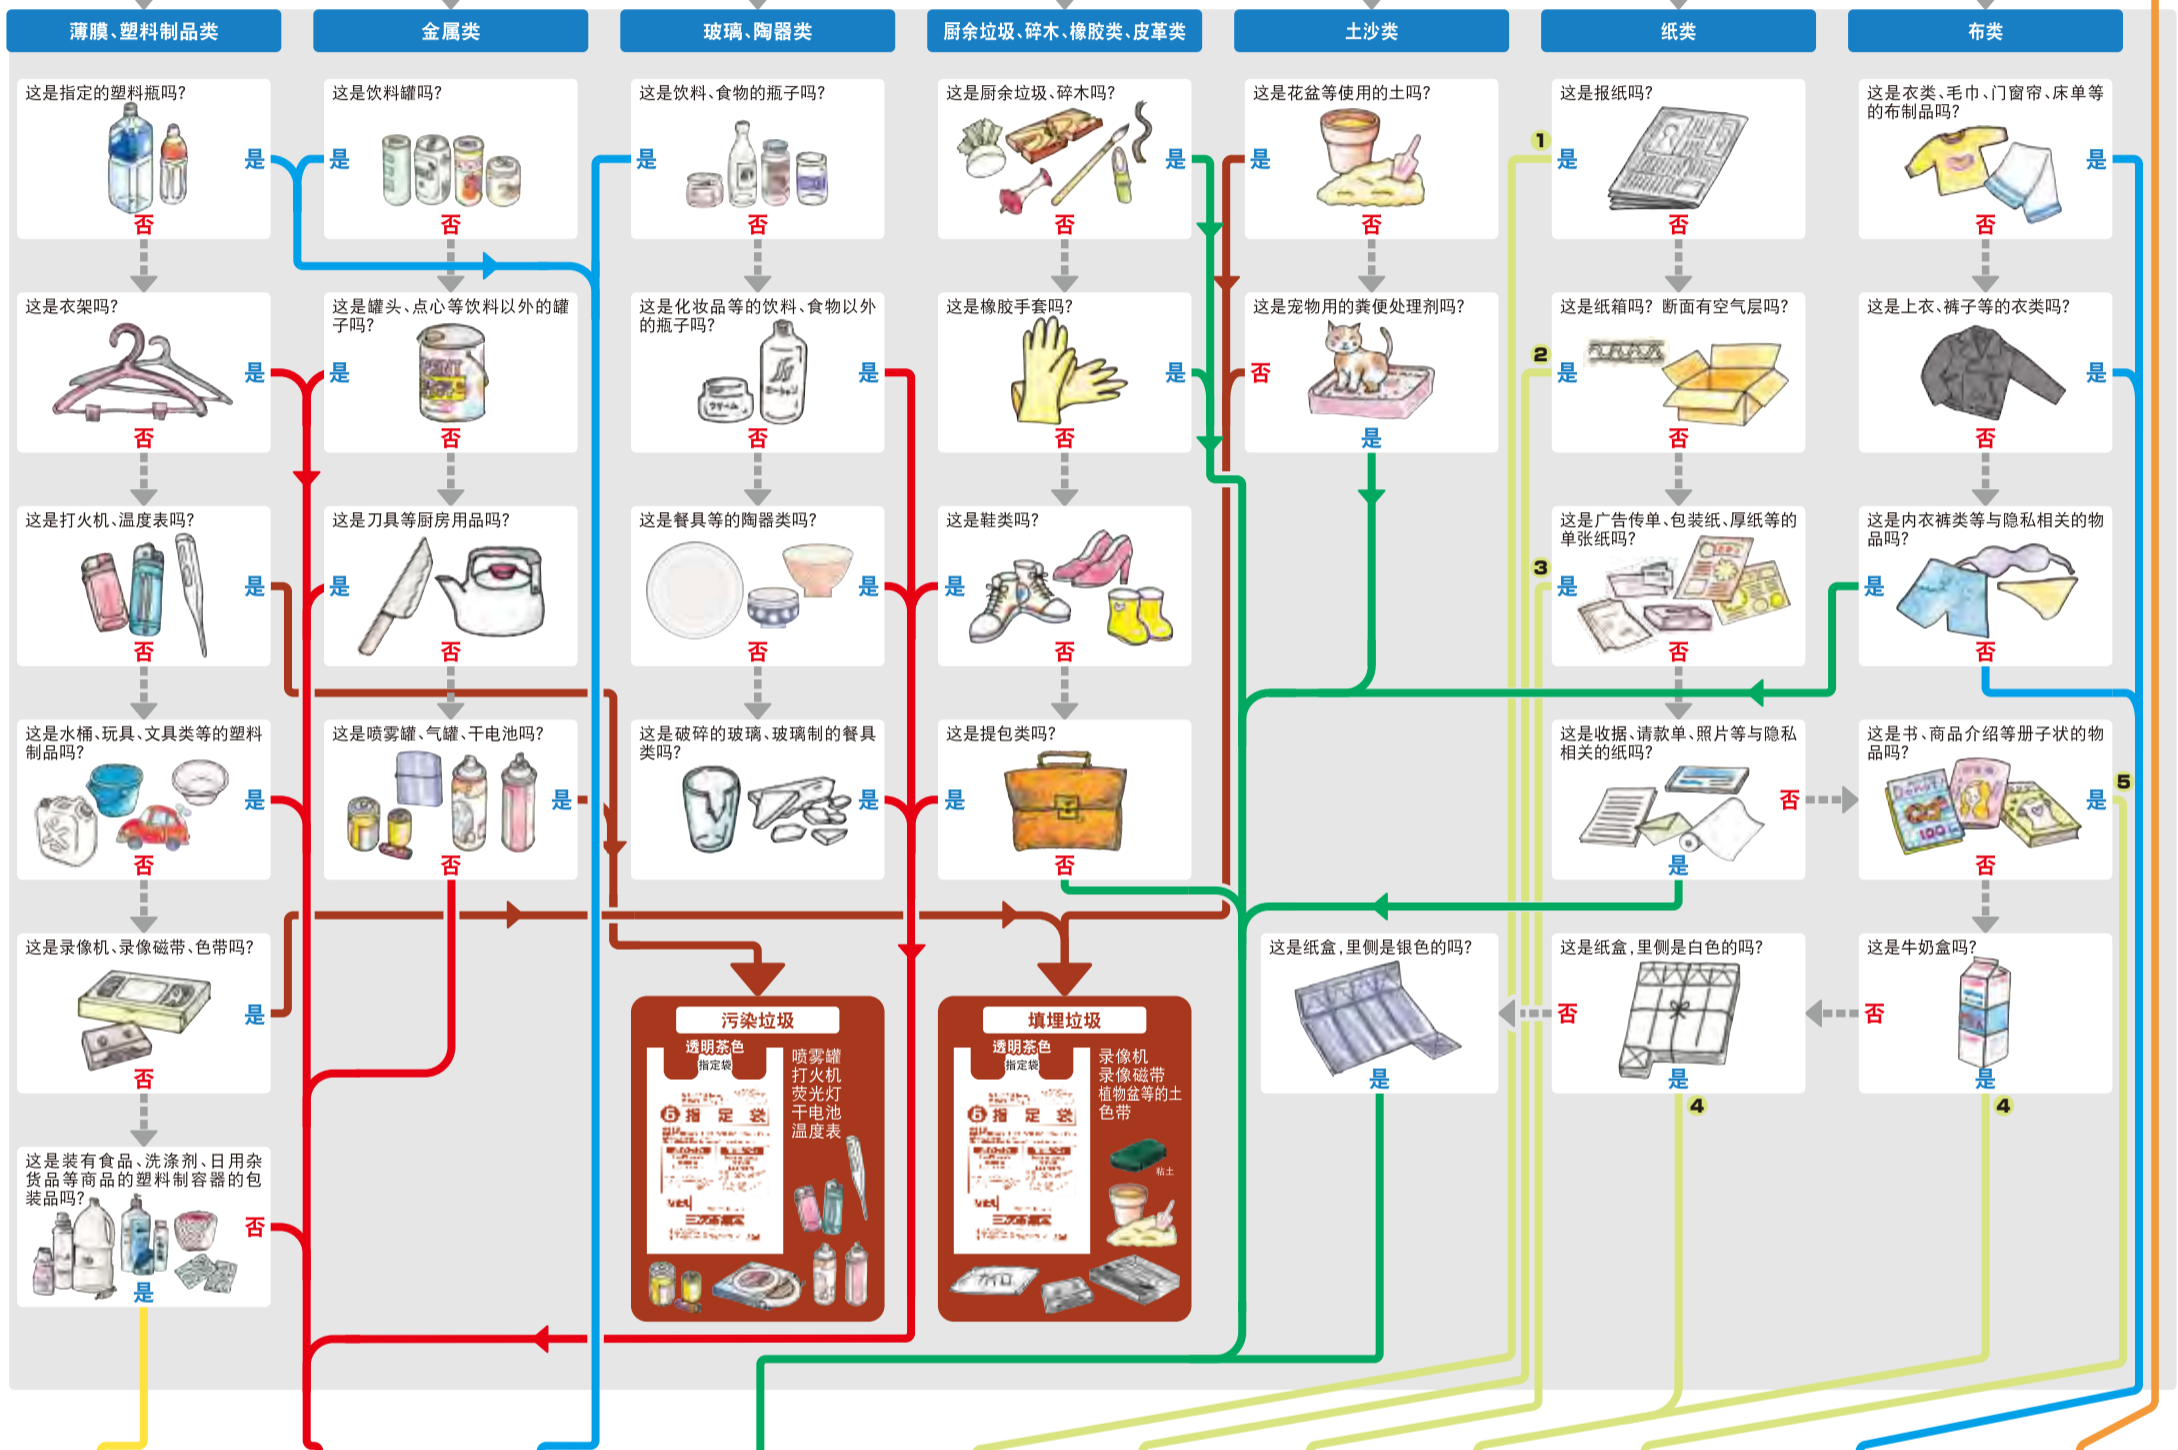 薄膜、塑料制品类
金属类
玻璃、陶器类
厨余垃圾、碎木、橡胶类、皮革类
土沙类
纸类
布类
这是指定的塑料瓶吗?
是
否
这是饮料罐吗?
是
否
这是饮料、食物的瓶子吗?
是
否
这是厨余垃圾、碎木吗?
是
否
这是花盆等使用的土吗?
是
否
这是报纸吗?
1
是
否
这是衣类、毛巾、门窗帘、床单等
的布制品吗?
是
否
这是衣架吗?
是
否
这是罐头、点心等饮料以外的罐
子吗?
是
否
这是化妆品等的饮料、食物以外
的瓶子吗?
是
否
这是橡胶手套吗?
是
否
这是宠物用的粪便处理剂吗?
否
是
这是纸箱吗? 断面有空气层吗?
2
是
否
这是上衣、裤子等的衣类吗?
是
否
这是打火机、温度表吗?
是
否
这是刀具等厨房用品吗?
是
否
这是餐具等的陶器类吗?
是
否
这是鞋类吗?
是
否
这是广告传单、包装纸、厚纸等的
单张纸吗?
3
是
否
这是内衣裤类等与隐私相关的物
品吗?
是
否
这是水桶、玩具、文具类等的塑料
制品吗?
是
否
这是喷雾罐、气罐、干电池吗?
是
否
这是破碎的玻璃、玻璃制的餐具
类吗?
是
这是提包类吗?
是
否
这是收据、请款单、照片等与隐私
相关的纸吗?
否
是
这是书、商品介绍等册子状的物
品吗?
5
是
否
这是录像机、录像磁带、色带吗?
是
否
这是纸盒,里侧是银色的吗?
是
这是纸盒,里侧是白色的吗?
否
是
4
这是牛奶盒吗?
否
是
4
污染垃圾
透明茶色
指定袋
6 指定袋
喷雾罐
打火机
荧光灯
干电池
温度表
填埋垃圾
透明茶色
指定袋
6 指定袋
录像机
录像磁带
植物盆等的土
色带
粘土
这是装有食品、洗涤剂、日用杂
货品等商品的塑料制容器的包
装品吗?
否
是